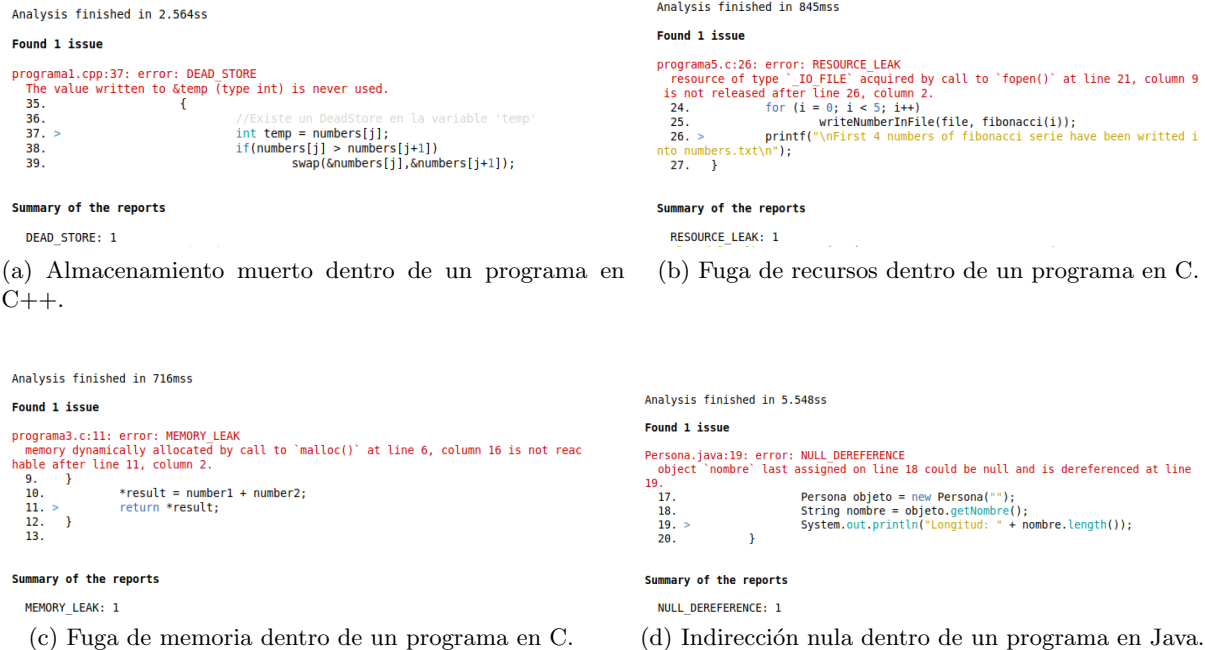 Analysis finished in 2.564ss
Found 1 issue
programa1.cpp:37: error: DEAD_STORE
The value written to &temp (type int) is never used.
35. {
36. //Existe un DeadStore en la variable 'temp'
37. > int temp = numbers[j];
38. if(numbers[j] > numbers[j+1])
39. swap(&numbers[j],&numbers[j+1]);
Summary of the reports
DEAD_STORE: 1
(a) Almacenamiento muerto dentro de un programa en
C++.
Analysis finished in 845mss
Found 1 issue
programa5.c:26: error: RESOURCE_LEAK
resource of type `_IO_FILE` acquired by call to `fopen()` at line 21, column 9
is not released after line 26, column 2.
24. for (i = 0; i < 5; i++)
25. writeNumberInFile(file, fibonacci(i));
26. > printf("\nFirst 4 numbers of fibonacci serie have been writted i
nto numbers.txt\n");
27. }
Summary of the reports
RESOURCE_LEAK: 1
(b) Fuga de recursos dentro de un programa en C.
Analysis finished in 716mss
Found 1 issue
programa3.c:11: error: MEMORY_LEAK
memory dynamically allocated by call to `malloc()` at line 6, column 16 is not reac
hable after line 11, column 2.
9. }
10. *result = number1 + number2;
11. > return *result;
12. }
13.
Summary of the reports
MEMORY_LEAK: 1
(c) Fuga de memoria dentro de un programa en C.
Analysis finished in 5.548ss
Found 1 issue
Persona.java:19: error: NULL_DEREFERENCE
object `nombre` last assigned on line 18 could be null and is dereferenced at line
19.
17. Persona objeto = new Persona("");
18. String nombre = objeto.getNombre();
19. > System.out.println("Longitud: " + nombre.length());
20. }
Summary of the reports
NULL_DEREFERENCE: 1
(d) Indirección nula dentro de un programa en Java.